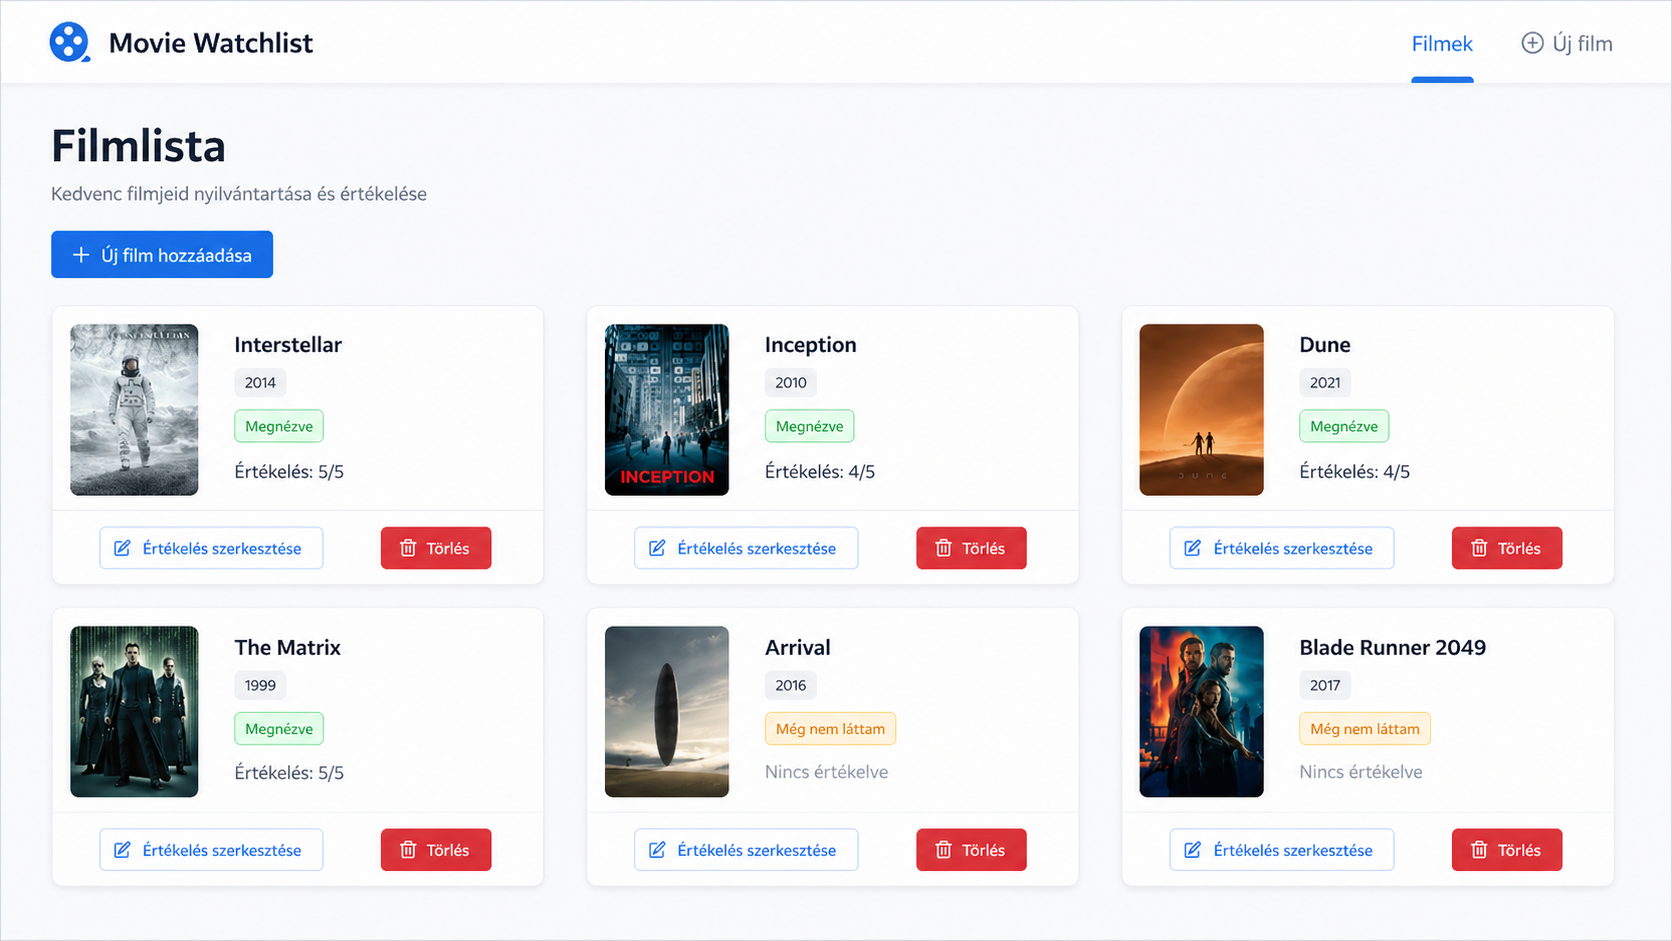 Movie Watchlist
Filmek
Új film
Filmlista
Kedvenc filmjeid nyilvántartása és értékelése
Új film hozzáadása
Interstellar
2014
Megnézve
Értékelés: 5/5
Értékelés szerkesztése
Törlés
INCEPTION
Inception
2010
Megnézve
Értékelés: 4/5
Értékelés szerkesztése
Törlés
DUNE
Dune
2021
Megnézve
Értékelés: 4/5
Értékelés szerkesztése
Törlés
The Matrix
1999
Megnézve
Értékelés: 5/5
Értékelés szerkesztése
Törlés
Arrival
2016
Még nem láttam
Nincs értékelve
Értékelés szerkesztése
Törlés
Blade Runner 2049
2017
Még nem láttam
Nincs értékelve
Értékelés szerkesztése
Törlés